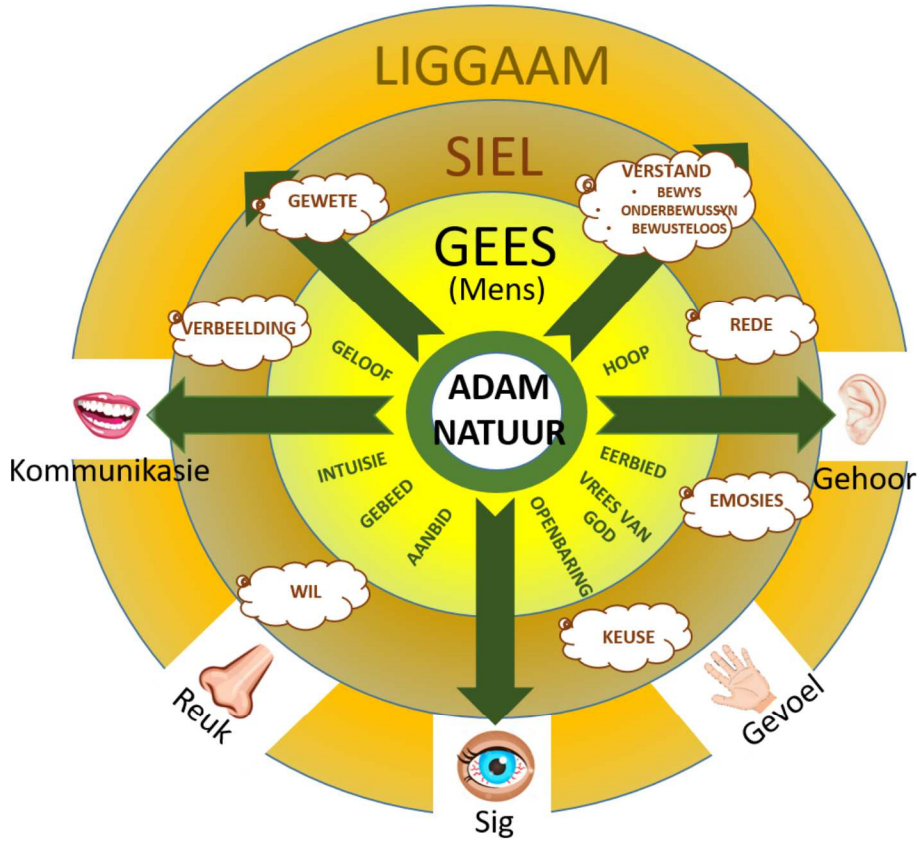 LIGGAAM
SIEL
VERSTAND
• BEWYS
• ONDERBEWUSSYN
• BEWUSTELOOS
GEWETE
GEES
(Mens)
VERBEELDING
REDE
GELOOF
HOOP
ADAM
NATUUR
Kommunikasie
Gehoor
INTUISIE
EERBIED
GEBEED
VREES VAN
GOD
AANBID
OPENBARING
EMOSIES
WIL
KEUSE
Reuk
Gevoel
Sig